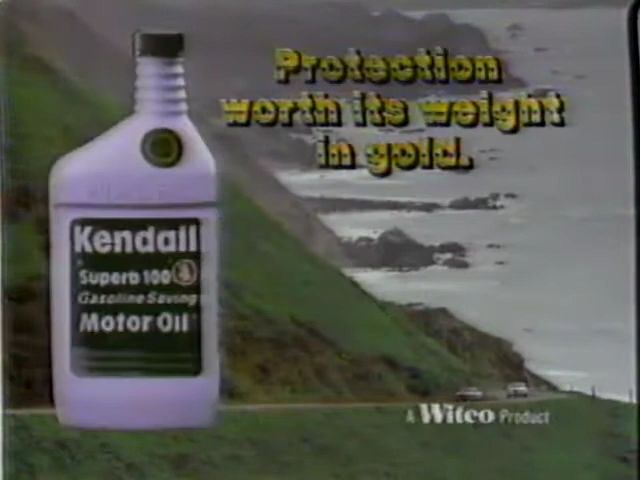 Protection
worth its weight
in gold.
Kendall
Superb 100
Gasoline Saving
Motor Oil
A Witco Product